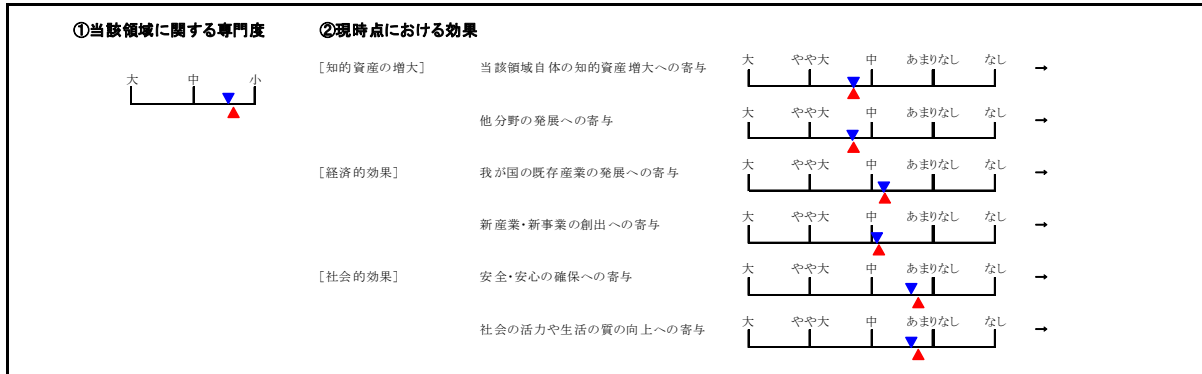 ①当該領域に関する専門度 ②現時点における効果
大 中 小
[知的資産の増大] 当該領域自体の知的資産増大への寄与 大 やや大 中 あまりなし なし →
他分野の発展への寄与 大 やや大 中 あまりなし なし →
[経済的効果] 我が国の既存産業の発展への寄与 大 やや大 中 あまりなし なし →
新産業・新事業の創出への寄与 大 やや大 中 あまりなし なし →
[社会的効果] 安全・安心の確保への寄与 大 やや大 中 あまりなし なし →
社会の活力や生活の質の向上への寄与 大 やや大 中 あまりなし なし →